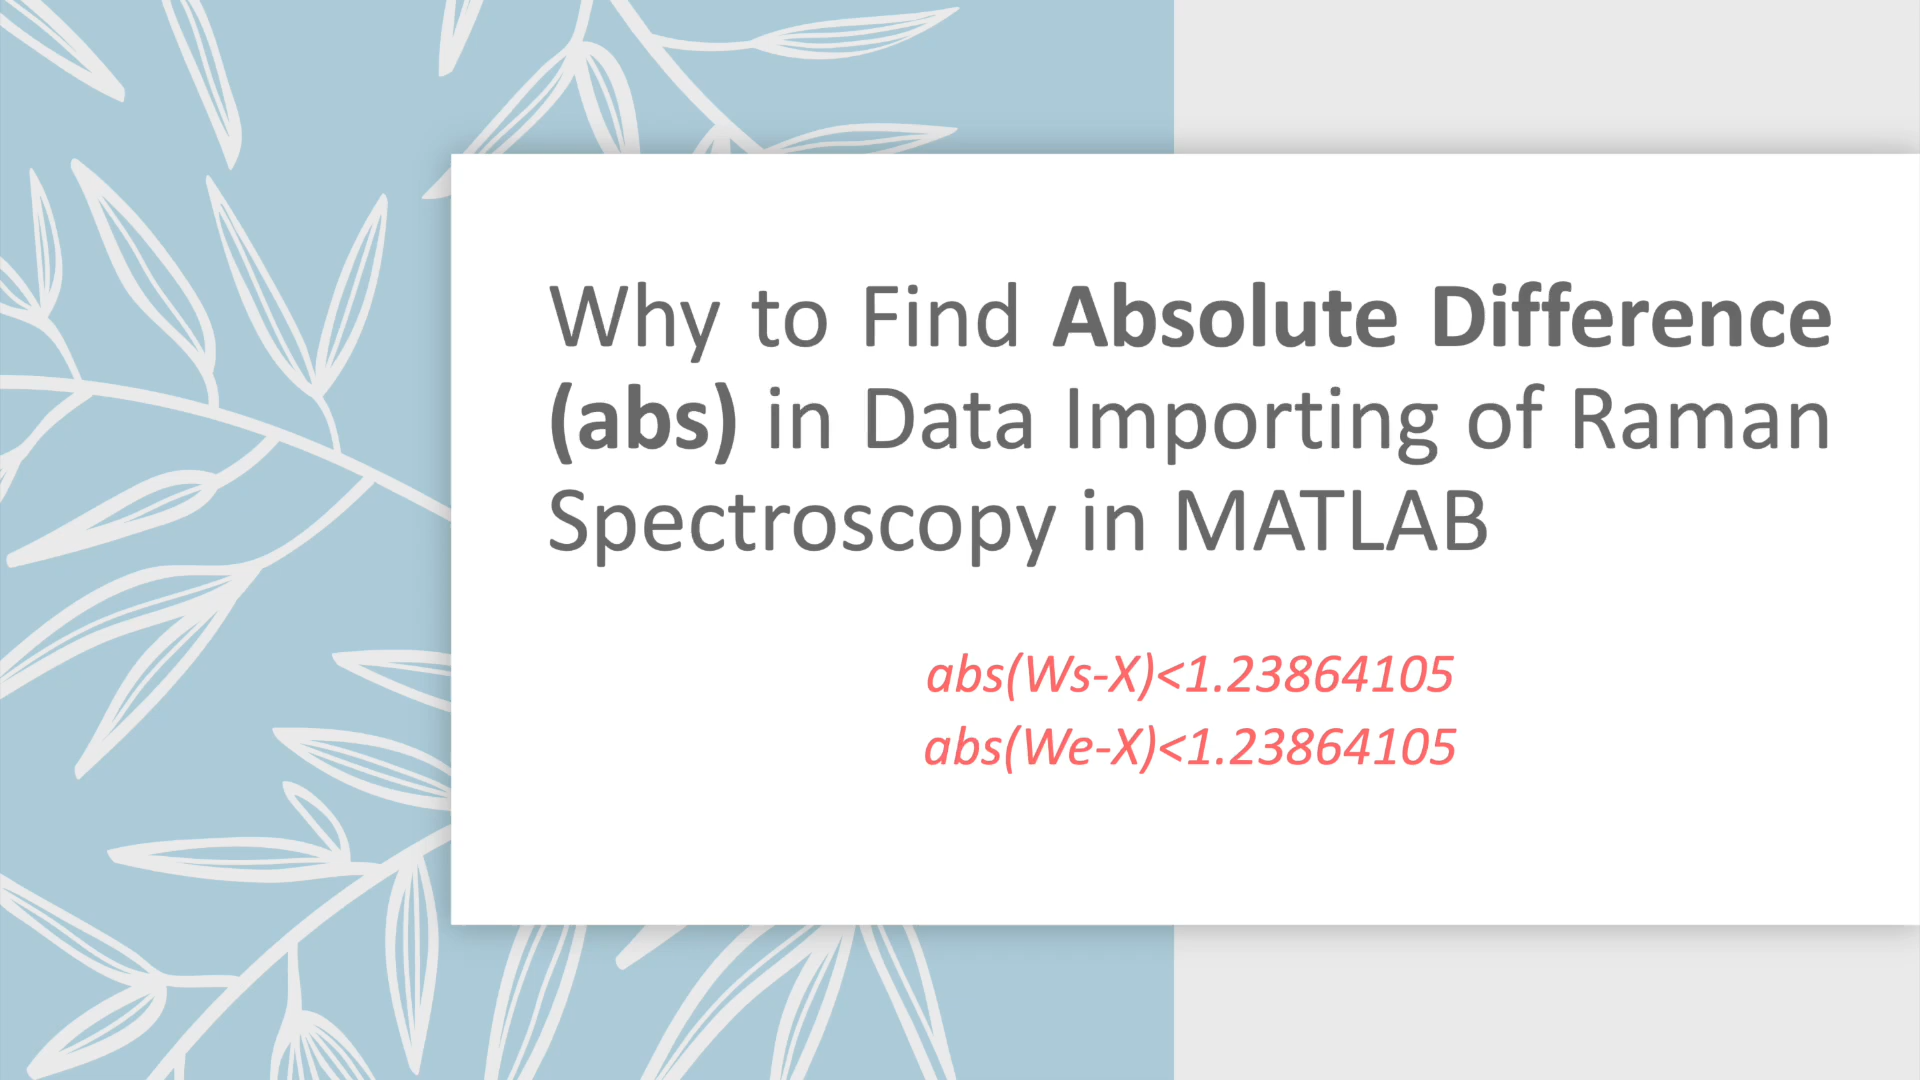 Why to Find Absolute Difference
(abs) in Data Importing of Raman
Spectroscopy in MATLAB
abs(Ws-X)<1.23864105
abs(We-X)<1.23864105